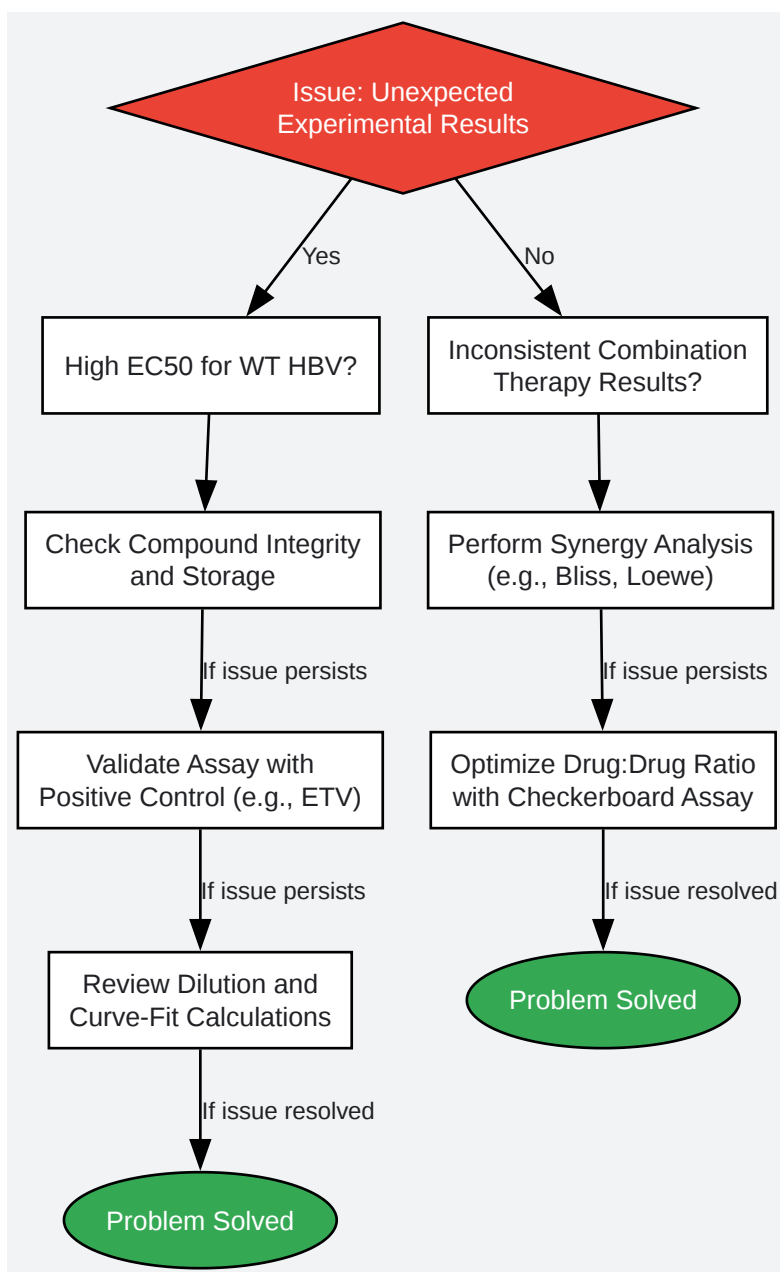 Issue: Unexpected
Experimental Results
Yes
No
High EC50 for WT HBV?
Inconsistent Combination
Therapy Results?
Check Compound Integrity
and Storage
Perform Synergy Analysis
(e.g., Bliss, Loewe)
If issue persists
If issue persists
Validate Assay with
Positive Control (e.g., ETV)
Optimize Drug:Drug Ratio
with Checkerboard Assay
If issue persists
If issue resolved
Review Dilution and
Curve-Fit Calculations
Problem Solved
If issue resolved
Problem Solved